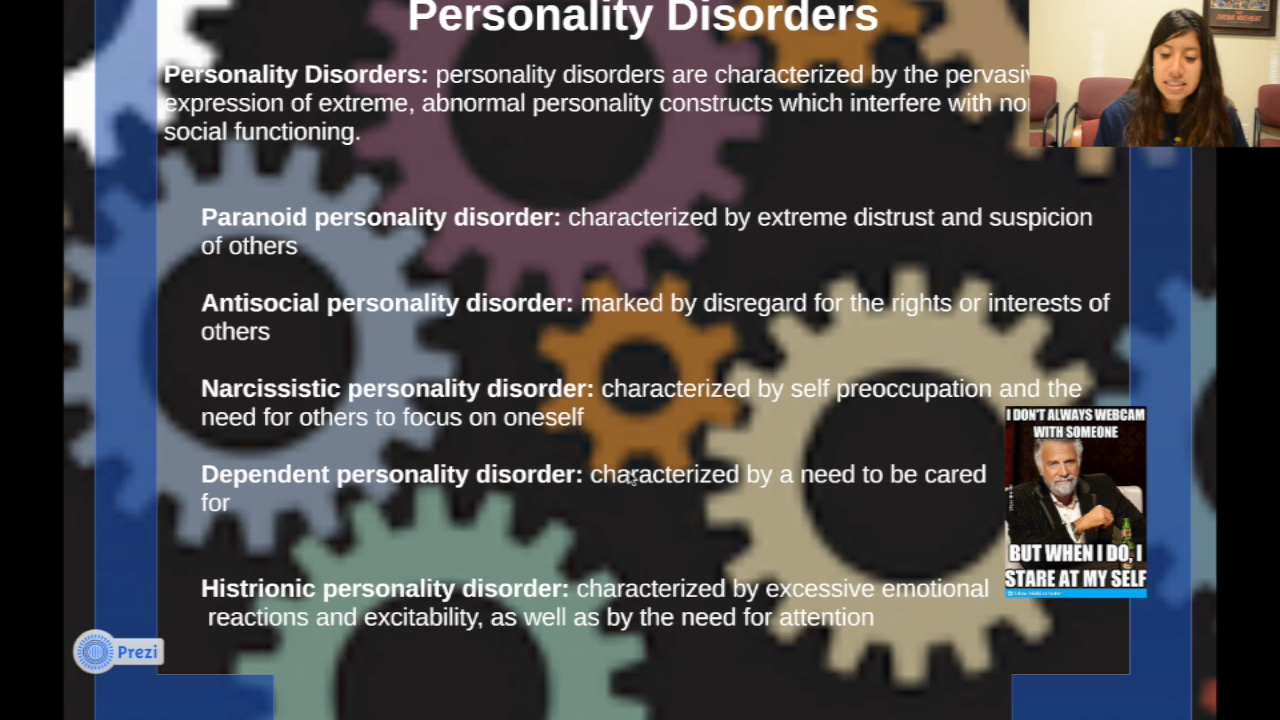 Personality Disorders
Personality Disorders: personality disorders are characterized by the
expression of extreme, abnormal personality constructs which interfere with
social functioning.
Paranoid personality disorder: characterized by extreme distrust and suspicion
of others
Antisocial personality disorder: marked by disregard for the rights or interests of
others
Narcissistic personality disorder: characterized by self preoccupation and the
need for others to focus on oneself
Dependent personality disorder: characterized by a need to be cared
for
Histrionic personality disorder: characterized by excessive emotional
reactions and excitability, as well as by the need for attention
I DON'T ALWAYS WEBCAM
WITH SOMEONE
BUT WHEN I DO, I
STARE AT MY SELF
Prezi